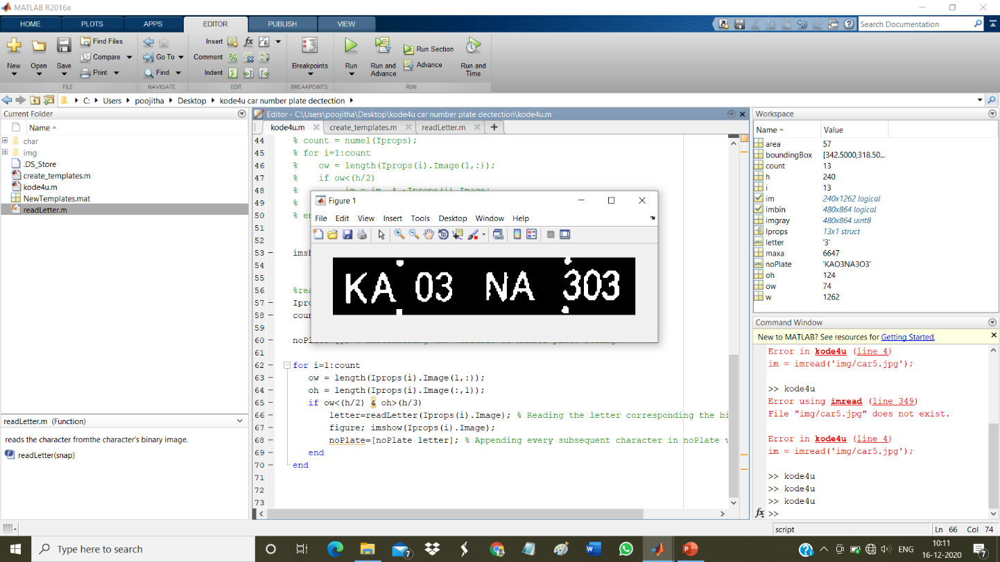 MATLAB R2016a
HOME PLOTS APPS EDITOR PUBLISH VIEW Search Documentation
New Open Save Find Files Compare Print Go To Find Insert fx Comment Indent Breakpoints Run Run and Advance Run Section Advance Run and Time
FILE NAVIGATE EDIT BREAKPOINTS RUN
C: Users poojitha Desktop kode4u car number plate dectection
Current Folder
Name
char
img
.DS_Store
create_templates.m
kode4u.m
NewTemplates.mat
readLetter.m
readLetter.m (Function)
reads the character fromthe character's binary image.
readLetter(snap)
Editor - C:\Users\poojitha\Desktop\kode4u car number plate dectection\kode4u.m
kode4u.m create_templates.m readLetter.m
44 % count = numel(Iprops);
45 % for i=1:count
46 % ow = length(Iprops(i).Image(1,:));
47 % if ow<(h/2)
48 %
49 %
50 % en
51
52
53 imsh
54
55
56 %rea
57 Ipro
58 coun
59
60
61
62 for i=1:count
63 ow = length(Iprops(i).Image(1,:));
64 oh = length(Iprops(i).Image(:,1));
65 if ow<(h/2) & oh>(h/3)
66 letter=readLetter(Iprops(i).Image); % Reading the letter corresponding the bi
67 figure; imshow(Iprops(i).Image);
68 noPlate=[noPlate letter]; % Appending every subsequent character in noPlate v
69 end
70 end
71
72
73
Figure 1
File Edit View Insert Tools Desktop Window Help
KA 03 NA 303
Workspace
Name Value
area 57
boundingBox [342.5000,318.50...
count 13
h 240
i 13
im 240x1262 logical
imbin 480x864 logical
imgray 480x864 uint8
Iprops 13x1 struct
letter '3'
maxa 6647
noPlate 'KAO3NA3O3'
oh 124
ow 74
w 1262
Command Window
New to MATLAB? See resources for Getting Started.
Error in kode4u (line 4)
im = imread('img/car5.jpg');
>> kode4u
Error using imread (line 349)
File "img/car5.jpg" does not exist.
Error in kode4u (line 4)
im = imread('img/car5.jpg');
>> kode4u
>> kode4u
>> kode4u
fx >>
script Ln 66 Col 74
Type here to search
7
ENG
10:11
16-12-2020
7